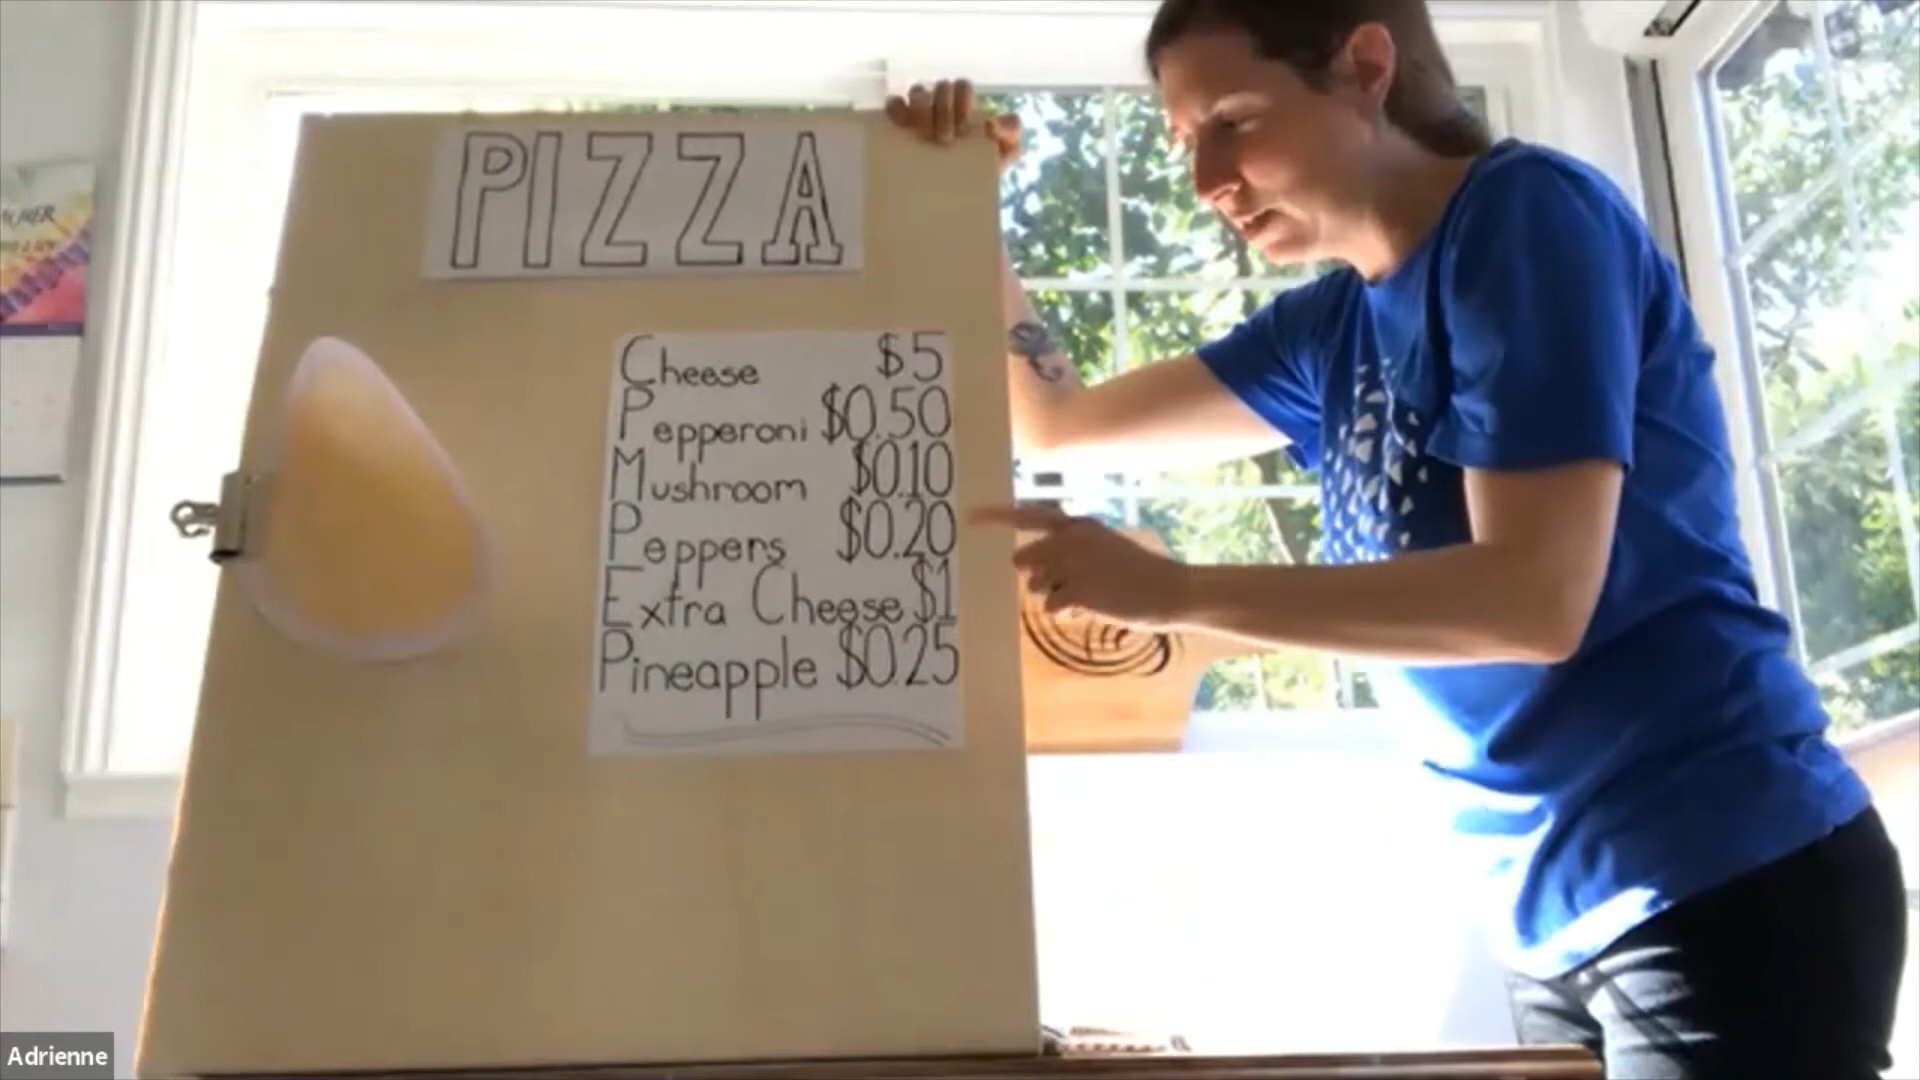 PIZZA
Cheese $5
Pepperoni $0.50
Mushroom $0.10
Peppers $0.20
Extra Cheese $1
Pineapple $0.25
Adrienne